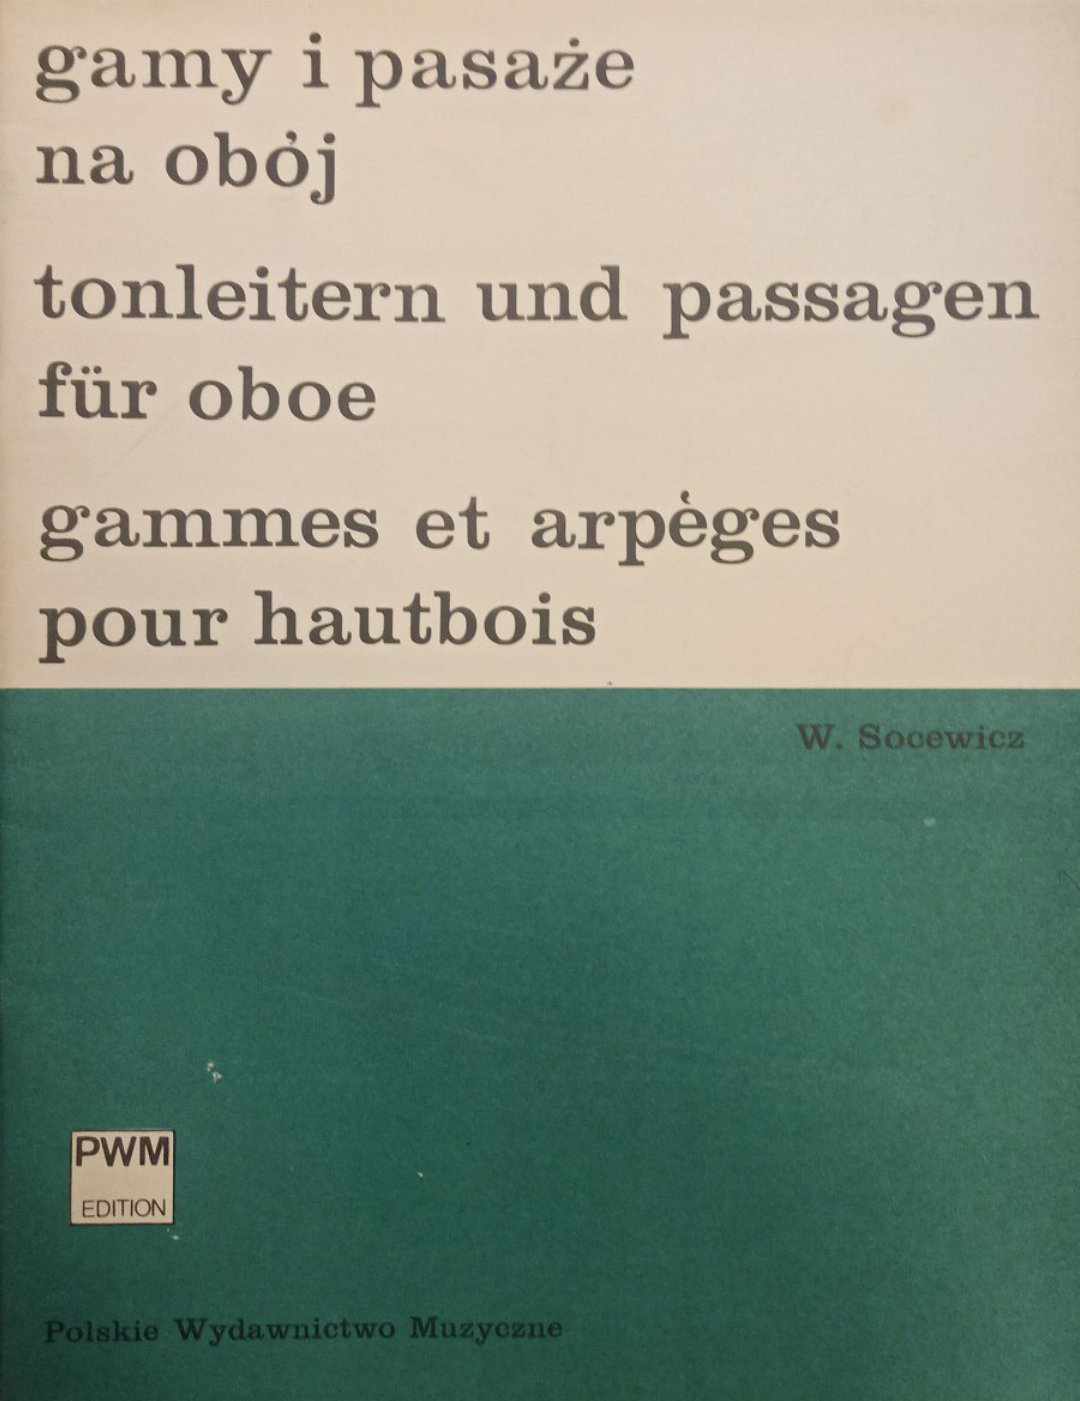 gamy i pasaże
na obój
tonleitern und passagen
für oboe
gammes et arpèges
pour hautbois
W. Socewicz
PWM
EDITION
Polskie Wydawnictwo Muzyczne